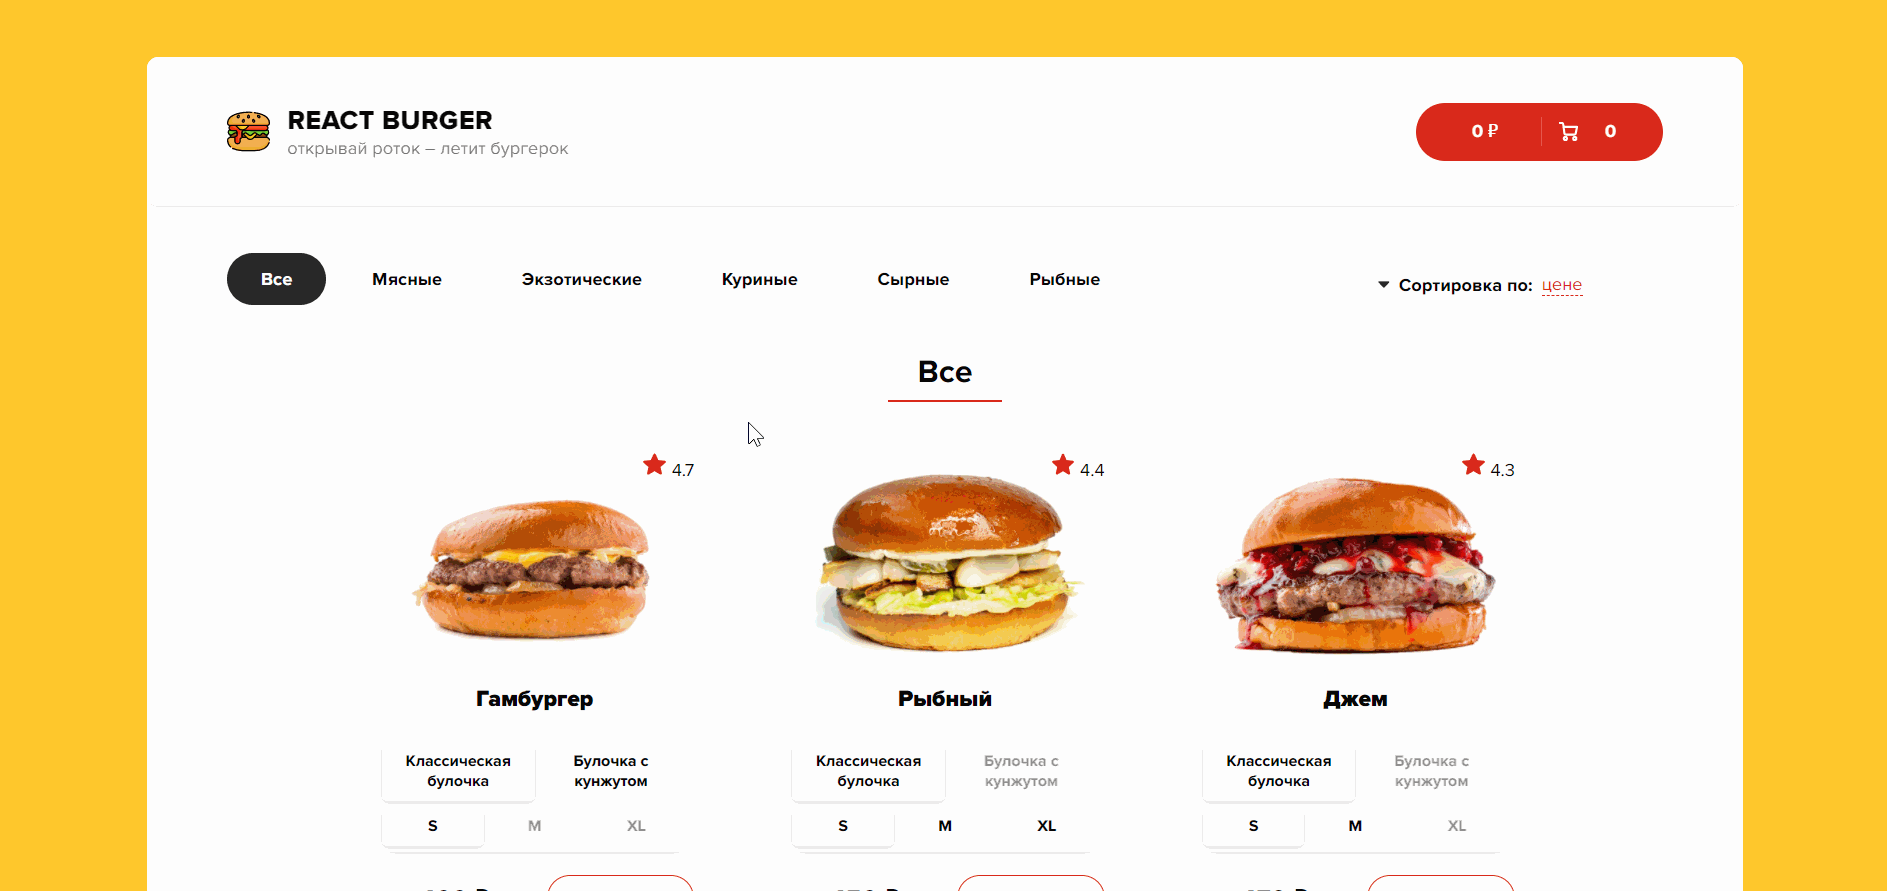 REACT BURGER
открывай роток – летит бургерок
0 ₽ 0
Все Мясные Экзотические Куриные Сырные Рыбные
Сортировка по: цене
Все
4.7 4.4 4.3
Гамбургер Рыбный Джем
Классическая Булочка с Классическая Булочка с Классическая Булочка с
булочка кунжутом булочка кунжутом булочка кунжутом
S M XL S M XL S M XL